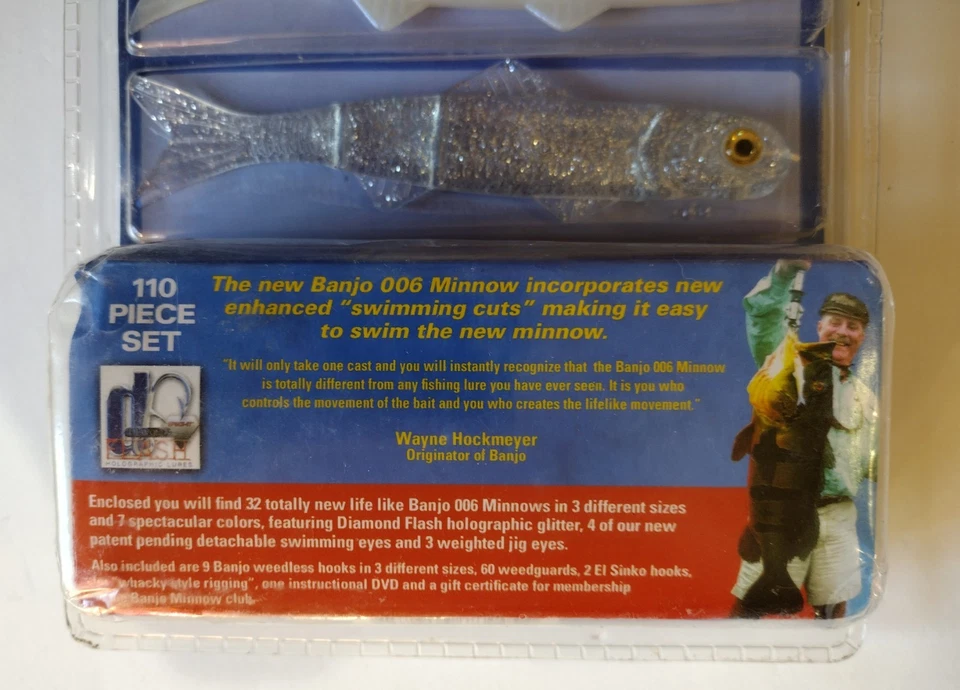 110
PIECE
SET
The new Banjo 006 Minnow incorporates new
enhanced “swimming cuts” making it easy
to swim the new minnow.
"It will only take one cast and you will instantly recognize that the Banjo 006 Minnow
is totally different from any fishing lure you have ever seen. It is you who
controls the movement of the bait and you who creates the lifelike movement."
Wayne Hockmeyer
Originator of Banjo
FLASH
HOLOGRAPHIC LURES
Enclosed you will find 32 totally new life like Banjo 006 Minnows in 3 different sizes
and 7 spectacular colors, featuring Diamond Flash holographic glitter, 4 of our new
patent pending detachable swimming eyes and 3 weighted jig eyes.
Also included are 9 Banjo weedless hooks in 3 different sizes, 60 weedguards, 2 El Sinko hooks,
"whacky style rigging", one instructional DVD and a gift certificate for membership
Banjo Minnow club.